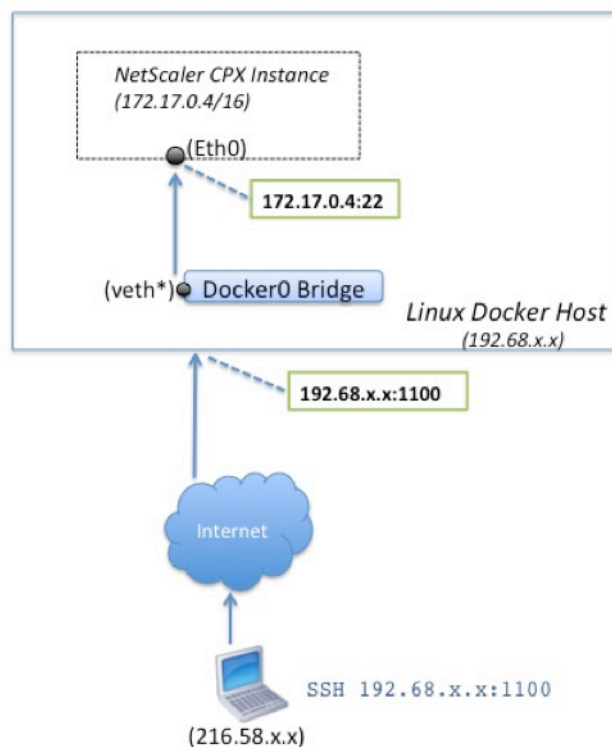 NetScaler CPX Instance
(172.17.0.4/16)
(Eth0)
172.17.0.4:22
(veth*)
Docker0 Bridge
Linux Docker Host
(192.68.x.x)
192.68.x.x:1100
Internet
SSH 192.68.x.x:1100
(216.58.x.x)